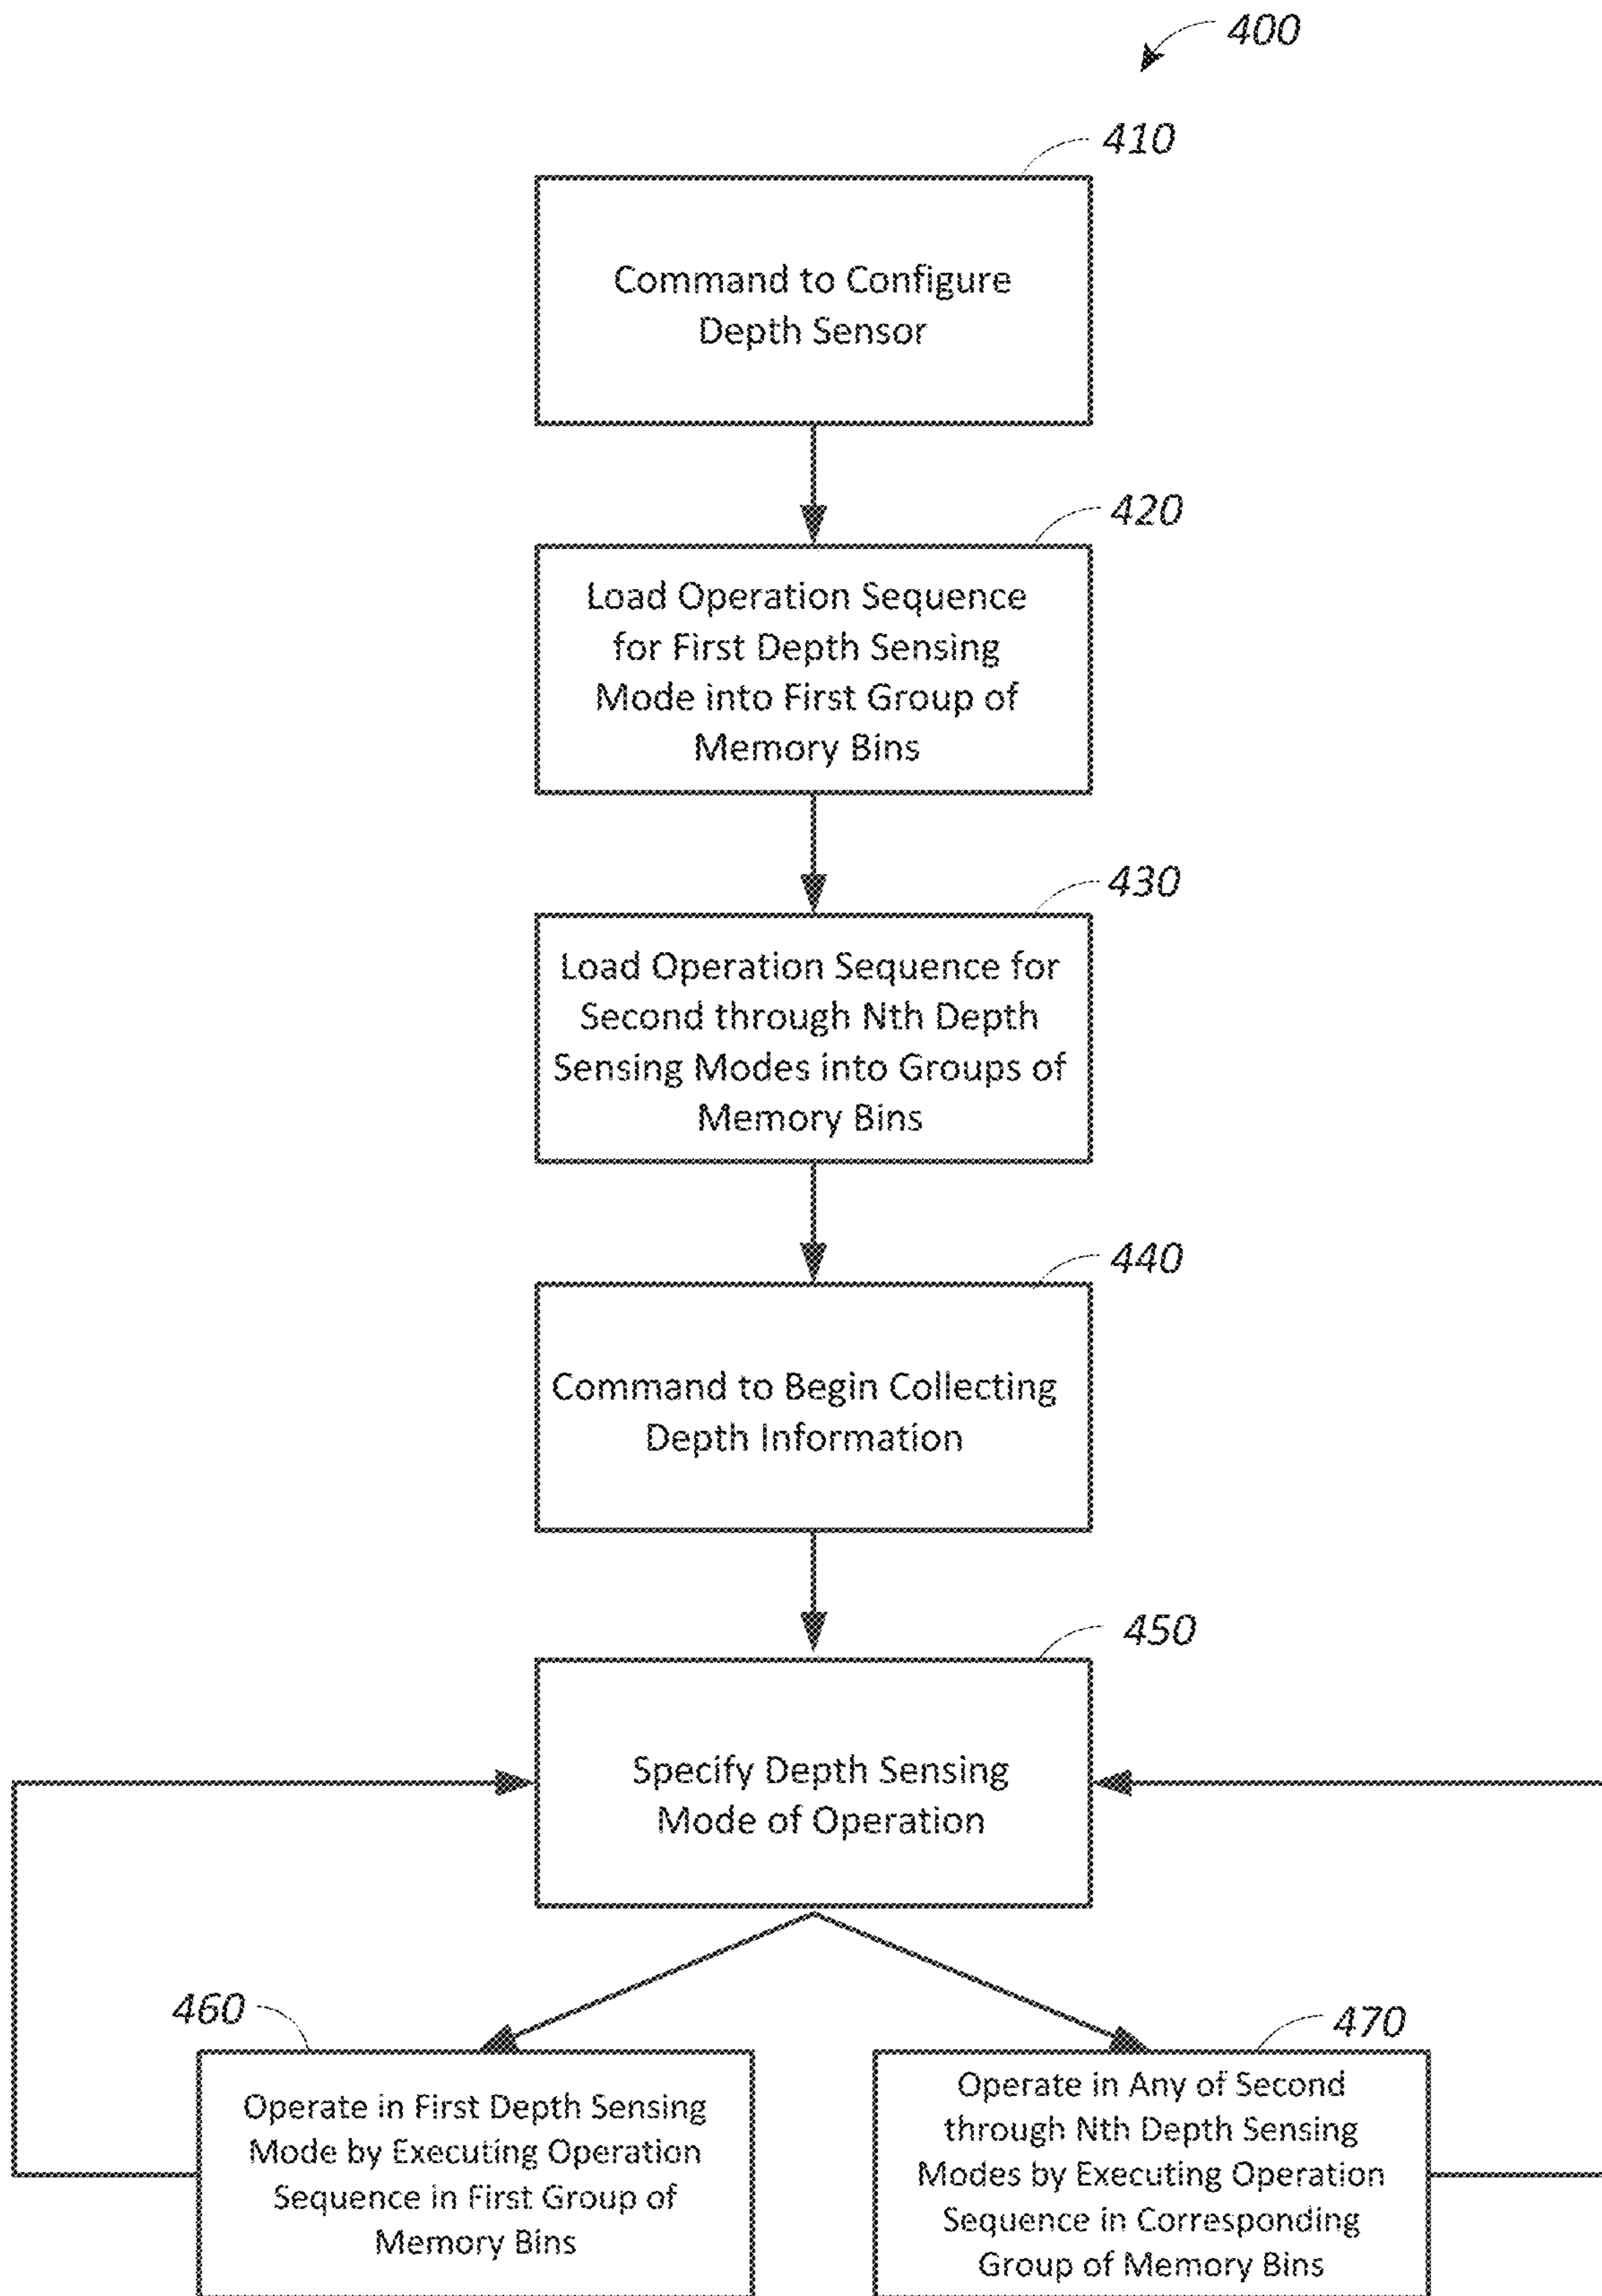 400
410
Command to Configure
Depth Sensor
420
Load Operation Sequence
for First Depth Sensing
Mode into First Group of
Memory Bins
430
Load Operation Sequence for
Second through Nth Depth
Sensing Modes into Groups of
Memory Bins
440
Command to Begin Collecting
Depth Information
450
Specify Depth Sensing
Mode of Operation
460
Operate in First Depth Sensing
Mode by Executing Operation
Sequence in First Group of
Memory Bins
470
Operate in Any of Second
through Nth Depth Sensing
Modes by Executing Operation
Sequence in Corresponding
Group of Memory Bins